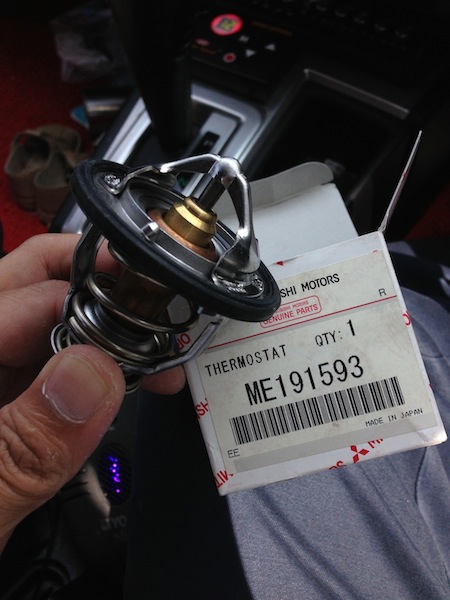 SHI MOTORS
R
GENUINE PARTS
THERMOSTAT QTY: 1
ME191593
MADE IN JAPAN
EE